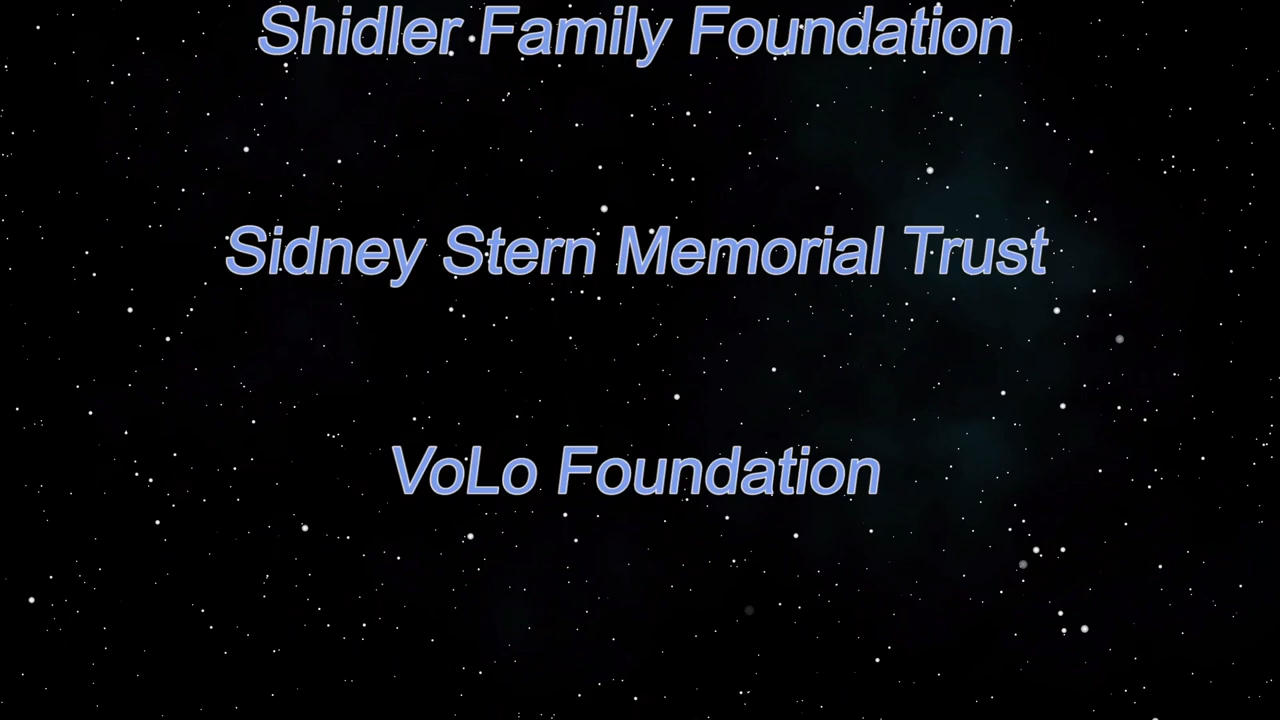 Shidler Family Foundation
Sidney Stern Memorial Trust
VoLo Foundation